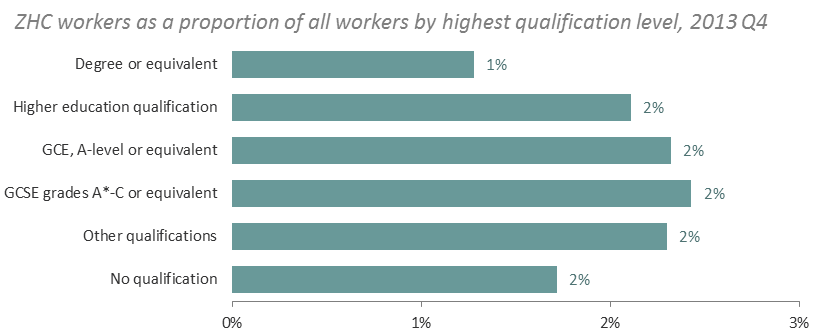 ZHC workers as a proportion of all workers by highest qualification level, 2013 Q4
Degree or equivalent 1%
Higher education qualification 2%
GCE, A-level or equivalent 2%
GCSE grades A*-C or equivalent 2%
Other qualifications 2%
No qualification 2%
0% 1% 2% 3%